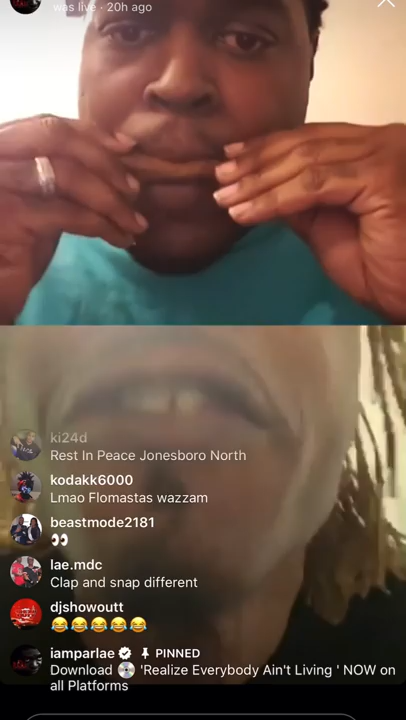 was live · 20h ago
ki24d
Rest In Peace Jonesboro North
kodakk6000
Lmao Flomastas wazzam
beastmode2181
👀
lae.mdc
Clap and snap different
djshowoutt
😂😂😂😂😂
iamparlae PINNED
Download 💿 'Realize Everybody Ain't Living ' NOW on
all Platforms